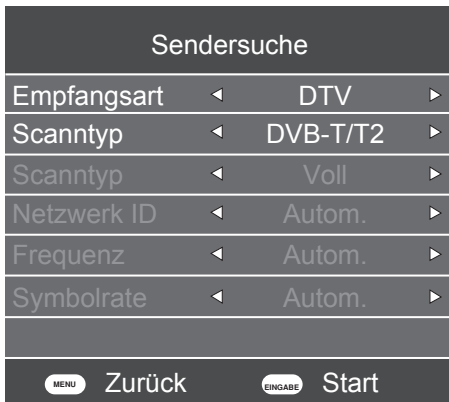 Sendersuche
Empfangsart DTV
Scanntyp DVB-T/T2
Scanntyp Voll
Netzwerk ID Autom.
Frequenz Autom.
Symbolrate Autom.
MENU Zurück EINGABE Start